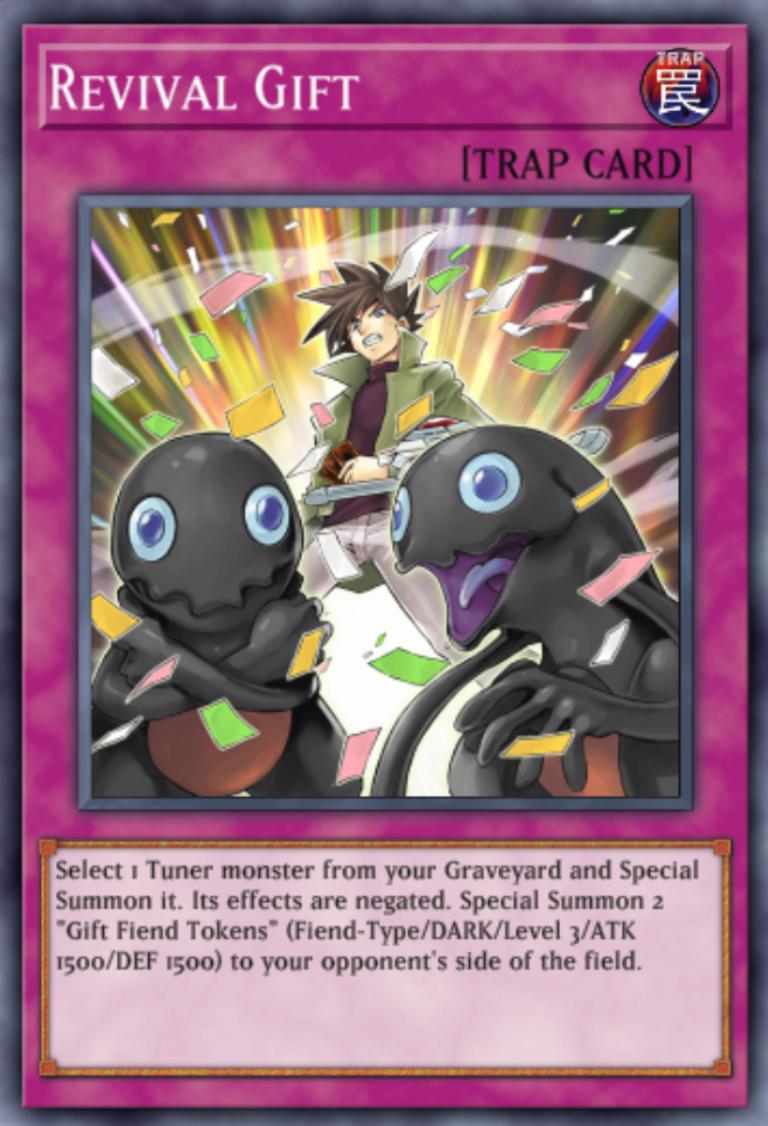 REVIVAL GIFT
TRAP
罠
[TRAP CARD]
Select 1 Tuner monster from your Graveyard and Special
Summon it. Its effects are negated. Special Summon 2
"Gift Fiend Tokens" (Fiend-Type/DARK/Level 3/ATK
1500/DEF 1500) to your opponent's side of the field.